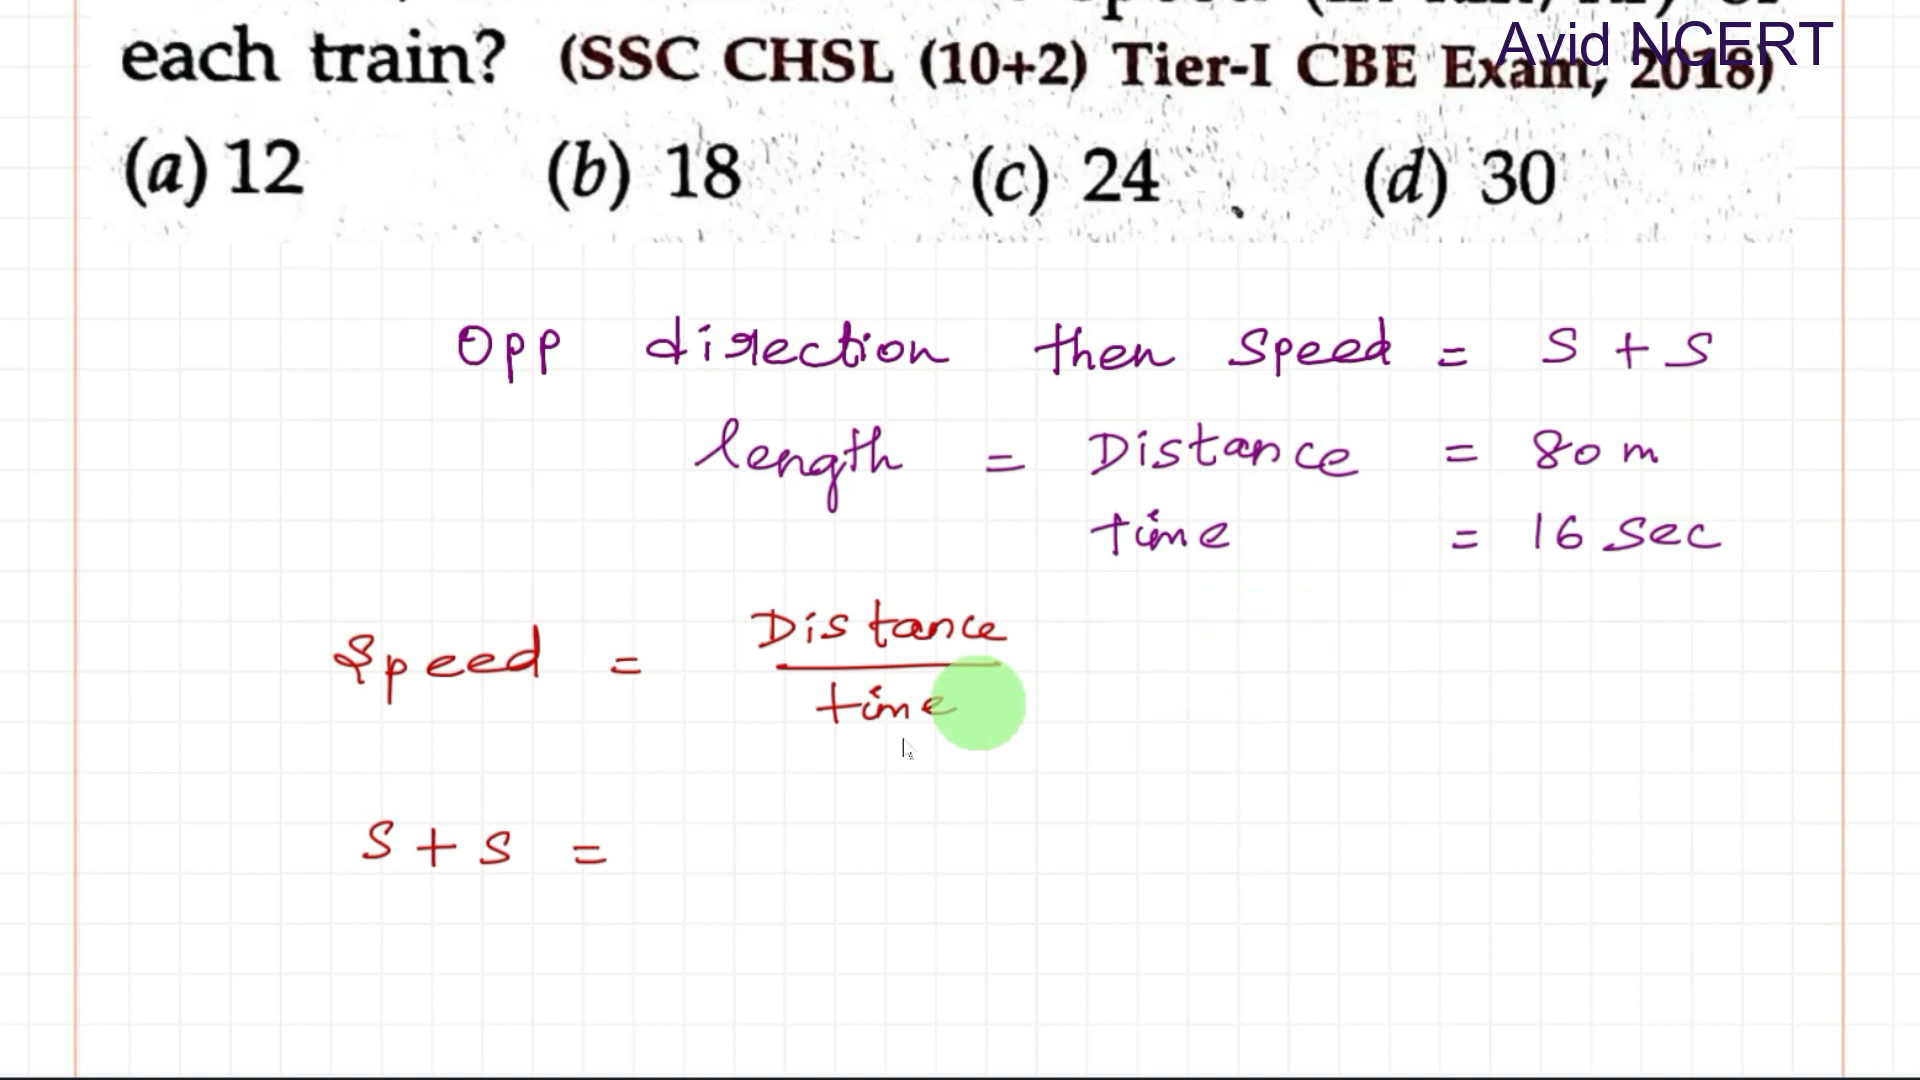 each train? (SSC CHSL (10+2) Tier-I CBE Exam, 2018)
Avid NCERT
(a) 12 (b) 18 (c) 24 (d) 30
Opp direction then speed = S + S
length = Distance = 80 m
time = 16 sec
Speed = Distance
time
S + S =